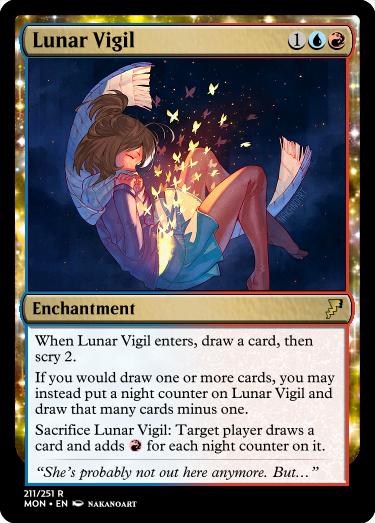 Lunar Vigil 1
Enchantment
When Lunar Vigil enters, draw a card, then
scry 2.
If you would draw one or more cards, you may
instead put a night counter on Lunar Vigil and
draw that many cards minus one.
Sacrifice Lunar Vigil: Target player draws a
card and adds for each night counter on it.
“She’s probably not out here anymore. But…”
211/251 R
MON • EN NAKANOART